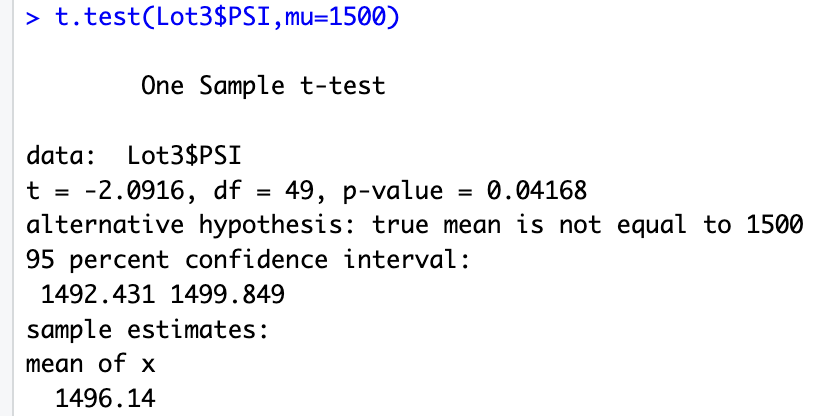 > t.test(Lot3$PSI,mu=1500)
One Sample t-test
data:  Lot3$PSI
t = -2.0916, df = 49, p-value = 0.04168
alternative hypothesis: true mean is not equal to 1500
95 percent confidence interval:
 1492.431 1499.849
sample estimates:
mean of x
  1496.14